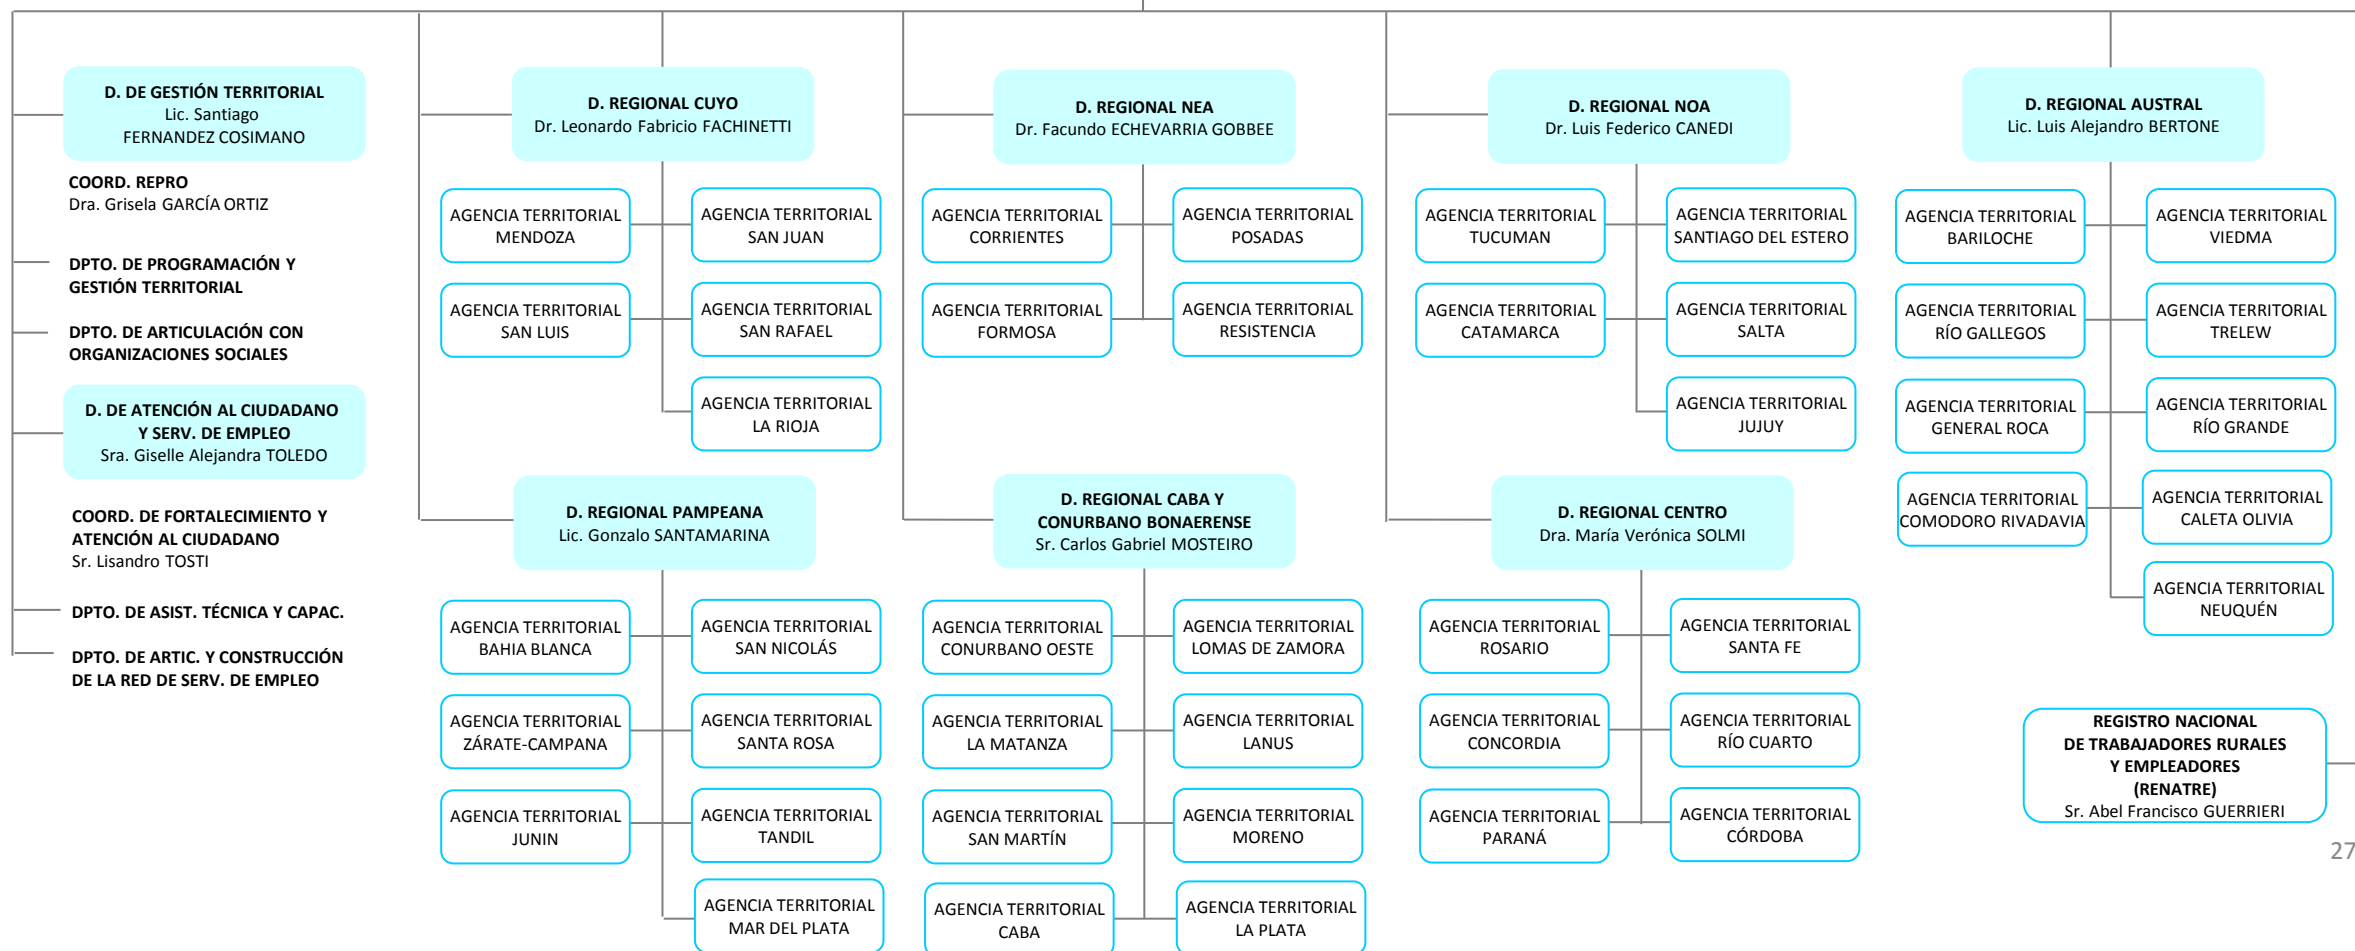 D. DE GESTIÓN TERRITORIAL
Lic. Santiago
FERNANDEZ COSIMANO
COORD. REPRO
Dra. Grisela GARCÍA ORTIZ
DPTO. DE PROGRAMACIÓN Y
GESTIÓN TERRITORIAL
DPTO. DE ARTICULACIÓN CON
ORGANIZACIONES SOCIALES
D. DE ATENCIÓN AL CIUDADANO
Y SERV. DE EMPLEO
Sra. Giselle Alejandra TOLEDO
COORD. DE FORTALECIMIENTO Y
ATENCIÓN AL CIUDADANO
Sr. Lisandro TOSTI
DPTO. DE ASIST. TÉCNICA Y CAPAC.
DPTO. DE ARTIC. Y CONSTRUCCIÓN
DE LA RED DE SERV. DE EMPLEO
D. REGIONAL CUYO
Dr. Leonardo Fabricio FACHINETTI
AGENCIA TERRITORIAL
MENDOZA
AGENCIA TERRITORIAL
SAN JUAN
AGENCIA TERRITORIAL
SAN LUIS
AGENCIA TERRITORIAL
SAN RAFAEL
AGENCIA TERRITORIAL
LA RIOJA
D. REGIONAL PAMPEANA
Lic. Gonzalo SANTAMARINA
AGENCIA TERRITORIAL
BAHIA BLANCA
AGENCIA TERRITORIAL
SAN NICOLÁS
AGENCIA TERRITORIAL
ZÁRATE-CAMPANA
AGENCIA TERRITORIAL
SANTA ROSA
AGENCIA TERRITORIAL
JUNIN
AGENCIA TERRITORIAL
TANDIL
AGENCIA TERRITORIAL
MAR DEL PLATA
D. REGIONAL NEA
Dr. Facundo ECHEVARRIA GOBBEE
AGENCIA TERRITORIAL
CORRIENTES
AGENCIA TERRITORIAL
POSADAS
AGENCIA TERRITORIAL
FORMOSA
AGENCIA TERRITORIAL
RESISTENCIA
D. REGIONAL CABA Y
CONURBANO BONAERENSE
Sr. Carlos Gabriel MOSTEIRO
AGENCIA TERRITORIAL
CONURBANO OESTE
AGENCIA TERRITORIAL
LOMAS DE ZAMORA
AGENCIA TERRITORIAL
LA MATANZA
AGENCIA TERRITORIAL
LANUS
AGENCIA TERRITORIAL
SAN MARTÍN
AGENCIA TERRITORIAL
MORENO
AGENCIA TERRITORIAL
CABA
AGENCIA TERRITORIAL
LA PLATA
D. REGIONAL NOA
Dr. Luis Federico CANEDI
AGENCIA TERRITORIAL
TUCUMAN
AGENCIA TERRITORIAL
SANTIAGO DEL ESTERO
AGENCIA TERRITORIAL
CATAMARCA
AGENCIA TERRITORIAL
SALTA
AGENCIA TERRITORIAL
JUJUY
D. REGIONAL CENTRO
Dra. María Verónica SOLMI
AGENCIA TERRITORIAL
ROSARIO
AGENCIA TERRITORIAL
SANTA FE
AGENCIA TERRITORIAL
CONCORDIA
AGENCIA TERRITORIAL
RÍO CUARTO
AGENCIA TERRITORIAL
PARANÁ
AGENCIA TERRITORIAL
CÓRDOBA
D. REGIONAL AUSTRAL
Lic. Luis Alejandro BERTONE
AGENCIA TERRITORIAL
BARILOCHE
AGENCIA TERRITORIAL
VIEDMA
AGENCIA TERRITORIAL
RÍO GALLEGOS
AGENCIA TERRITORIAL
TRELEW
AGENCIA TERRITORIAL
GENERAL ROCA
AGENCIA TERRITORIAL
RÍO GRANDE
AGENCIA TERRITORIAL
COMODORO RIVADAVIA
AGENCIA TERRITORIAL
CALETA OLIVIA
AGENCIA TERRITORIAL
NEUQUÉN
REGISTRO NACIONAL
DE TRABAJADORES RURALES
Y EMPLEADORES
(RENATRE)
Sr. Abel Francisco GUERRIERI
27